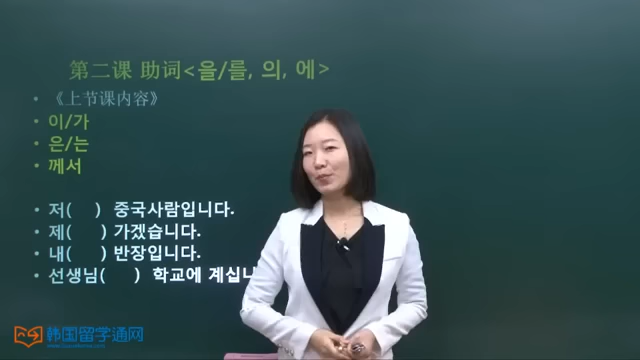 第二课 助词<을/를, 의, 에>
• 《上节课内容》
• 이/가
• 은/는
• 께서
• 저( ) 중국사람입니다.
• 제( ) 가겠습니다.
• 내( ) 반장입니다.
• 선생님( ) 학교에 계십니
韩国留学通网